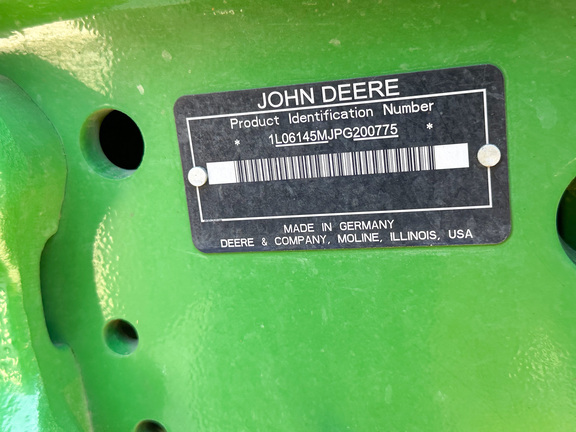 JOHN DEERE
Product Identification Number
* 1L06145MJPG200775 *
MADE IN GERMANY
DEERE & COMPANY, MOLINE, ILLINOIS, USA